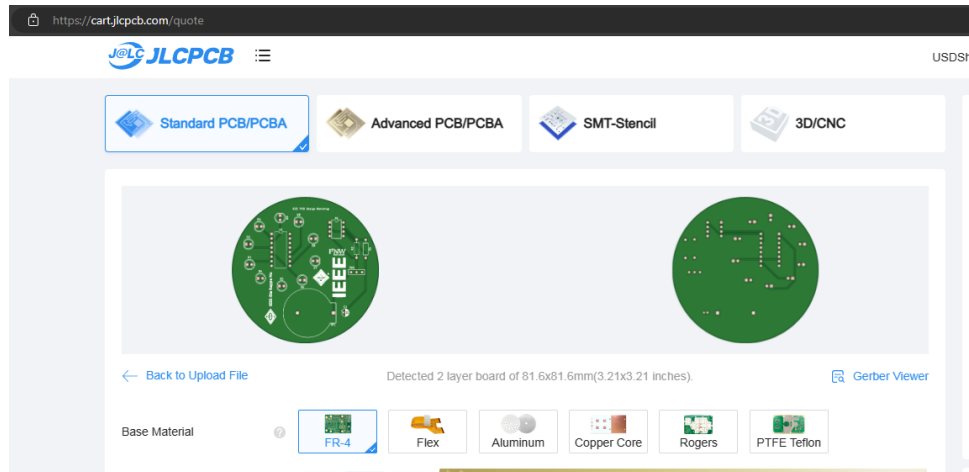 https://cart.jlcpcb.com/quote
J@LC JLCPCB
USDSh
Standard PCB/PCBA
Advanced PCB/PCBA
SMT-Stencil
3D/CNC
IEEE
Back to Upload File
Detected 2 layer board of 81.6x81.6mm(3.21x3.21 inches).
Gerber Viewer
Base Material
FR-4
Flex
Aluminum
Copper Core
Rogers
PTFE Teflon